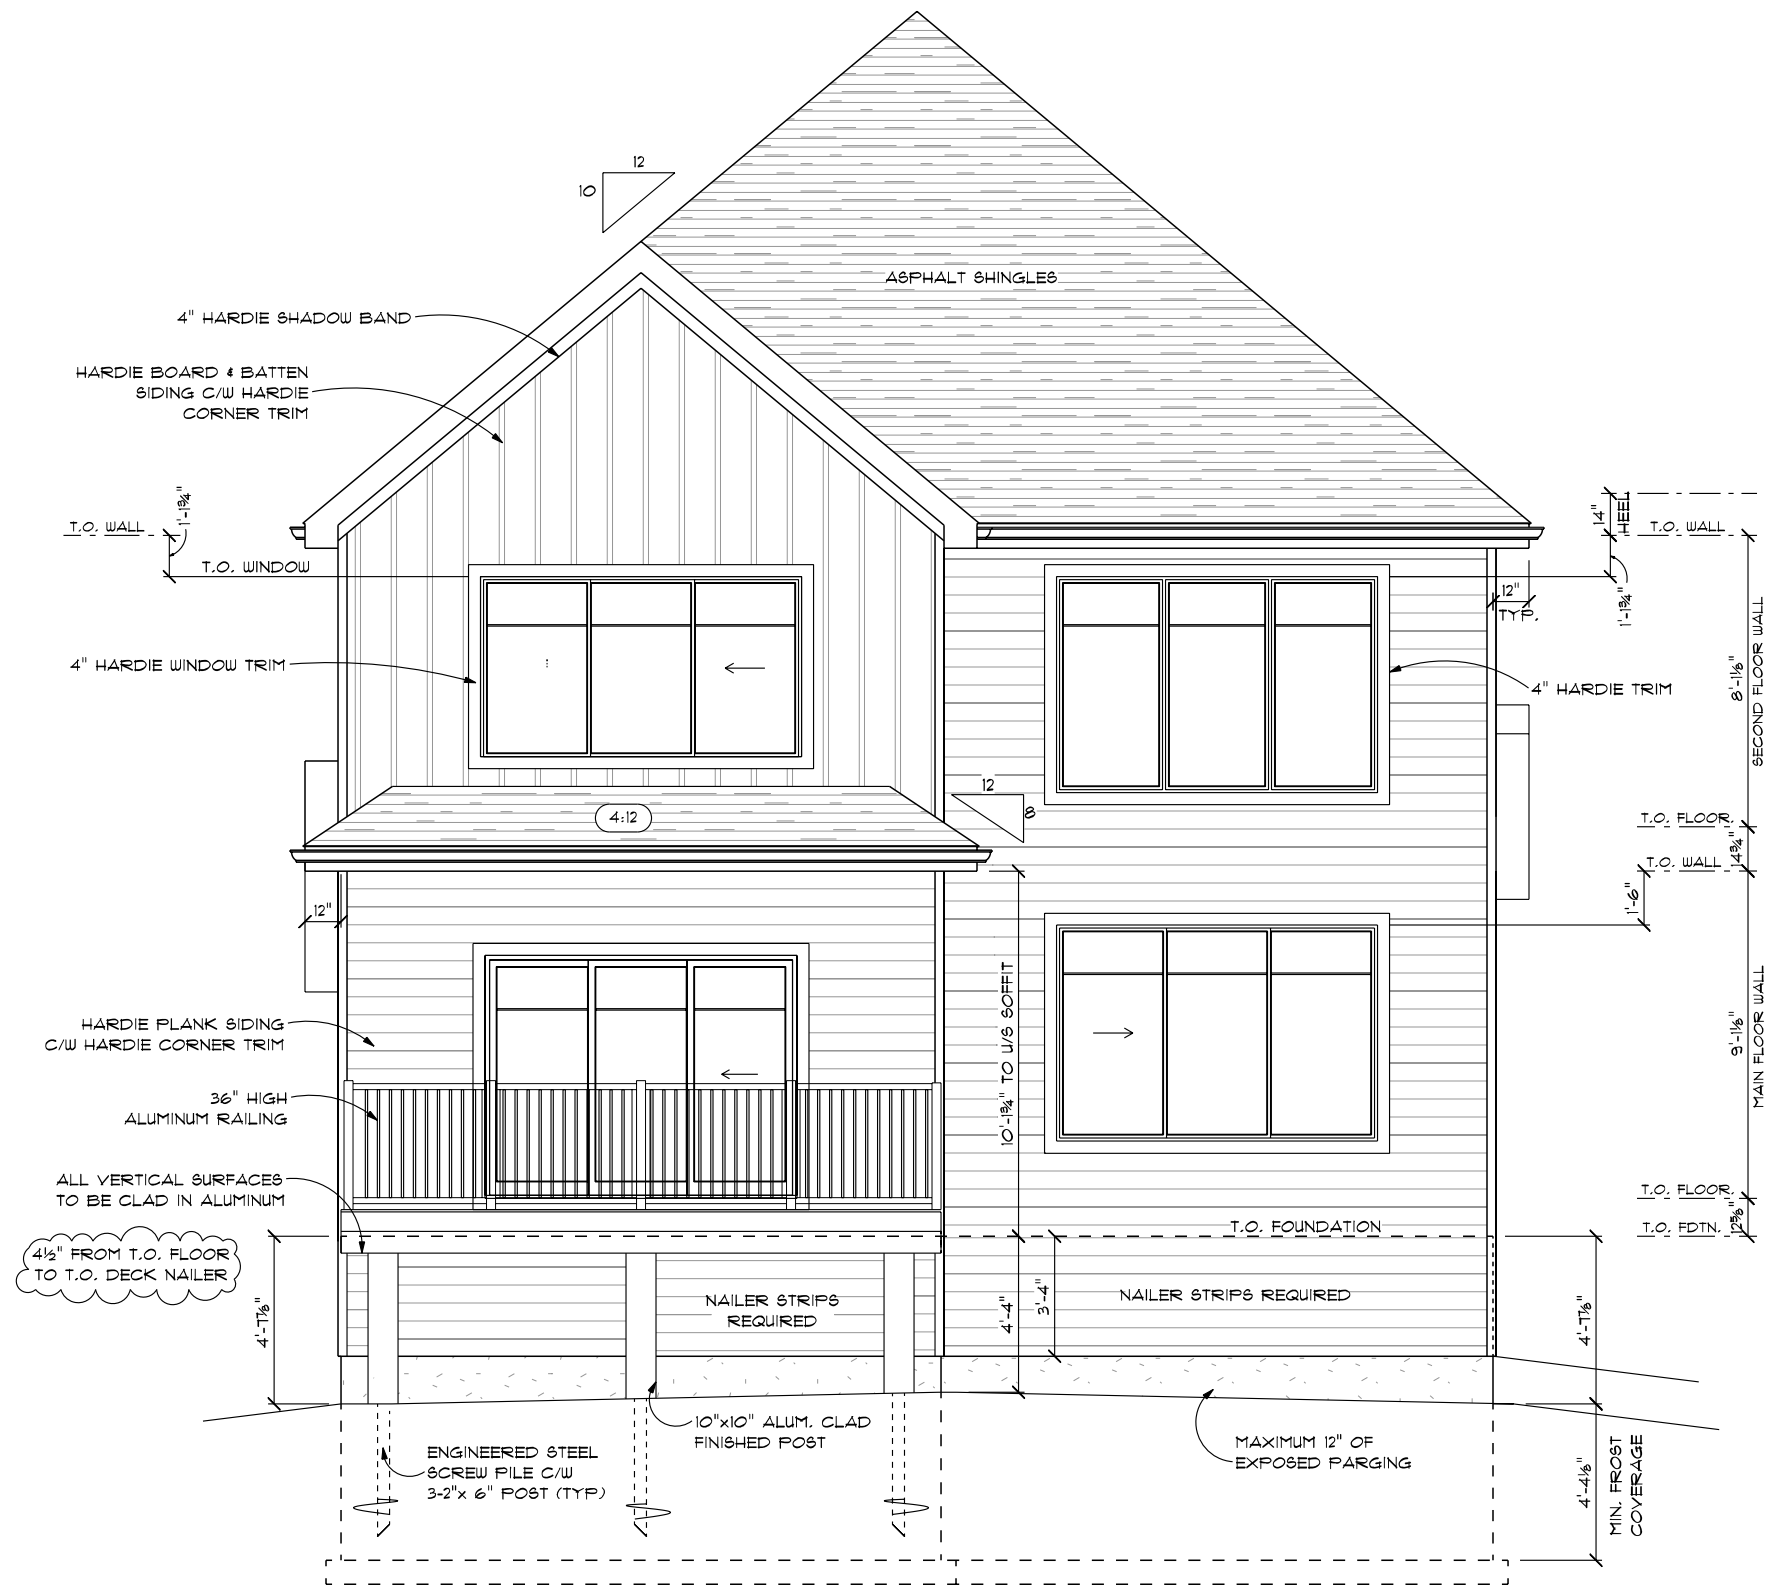 12
10
ASPHALT SHINGLES
4" HARDIE SHADOW BAND
HARDIE BOARD & BATTEN
SIDING C/W HARDIE
CORNER TRIM
1'-1¾"
T.O. WALL
T.O. WINDOW
14"
HEEL
T.O. WALL
12"
TYP.
1'-1¾"
4" HARDIE WINDOW TRIM
4" HARDIE TRIM
8'-1⅛"
SECOND FLOOR WALL
4:12
12
8
T.O. FLOOR
14¾"
T.O. WALL
12"
1'-6"
HARDIE PLANK SIDING
C/W HARDIE CORNER TRIM
10'-1¾" TO U/S SOFFIT
9'-1⅛"
MAIN FLOOR WALL
36" HIGH
ALUMINUM RAILING
ALL VERTICAL SURFACES
TO BE CLAD IN ALUMINUM
T.O. FLOOR
12⅝"
T.O. FDTN.
T.O. FOUNDATION
4½" FROM T.O. FLOOR
TO T.O. DECK NAILER
4'-7⅞"
NAILER STRIPS
REQUIRED
4'-4"
3'-4"
NAILER STRIPS REQUIRED
4'-7⅞"
10"x10" ALUM. CLAD
FINISHED POST
ENGINEERED STEEL
SCREW PILE C/W
3-2"x 6" POST (TYP.)
MAXIMUM 12" OF
EXPOSED PARGING
4'-4⅛"
MIN. FROST
COVERAGE